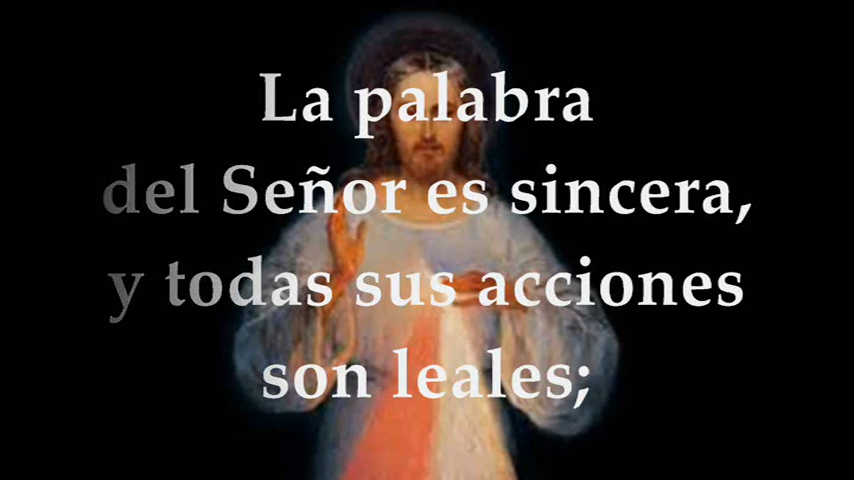 La palabra
del Señor es sincera,
y todas sus acciones
son leales;